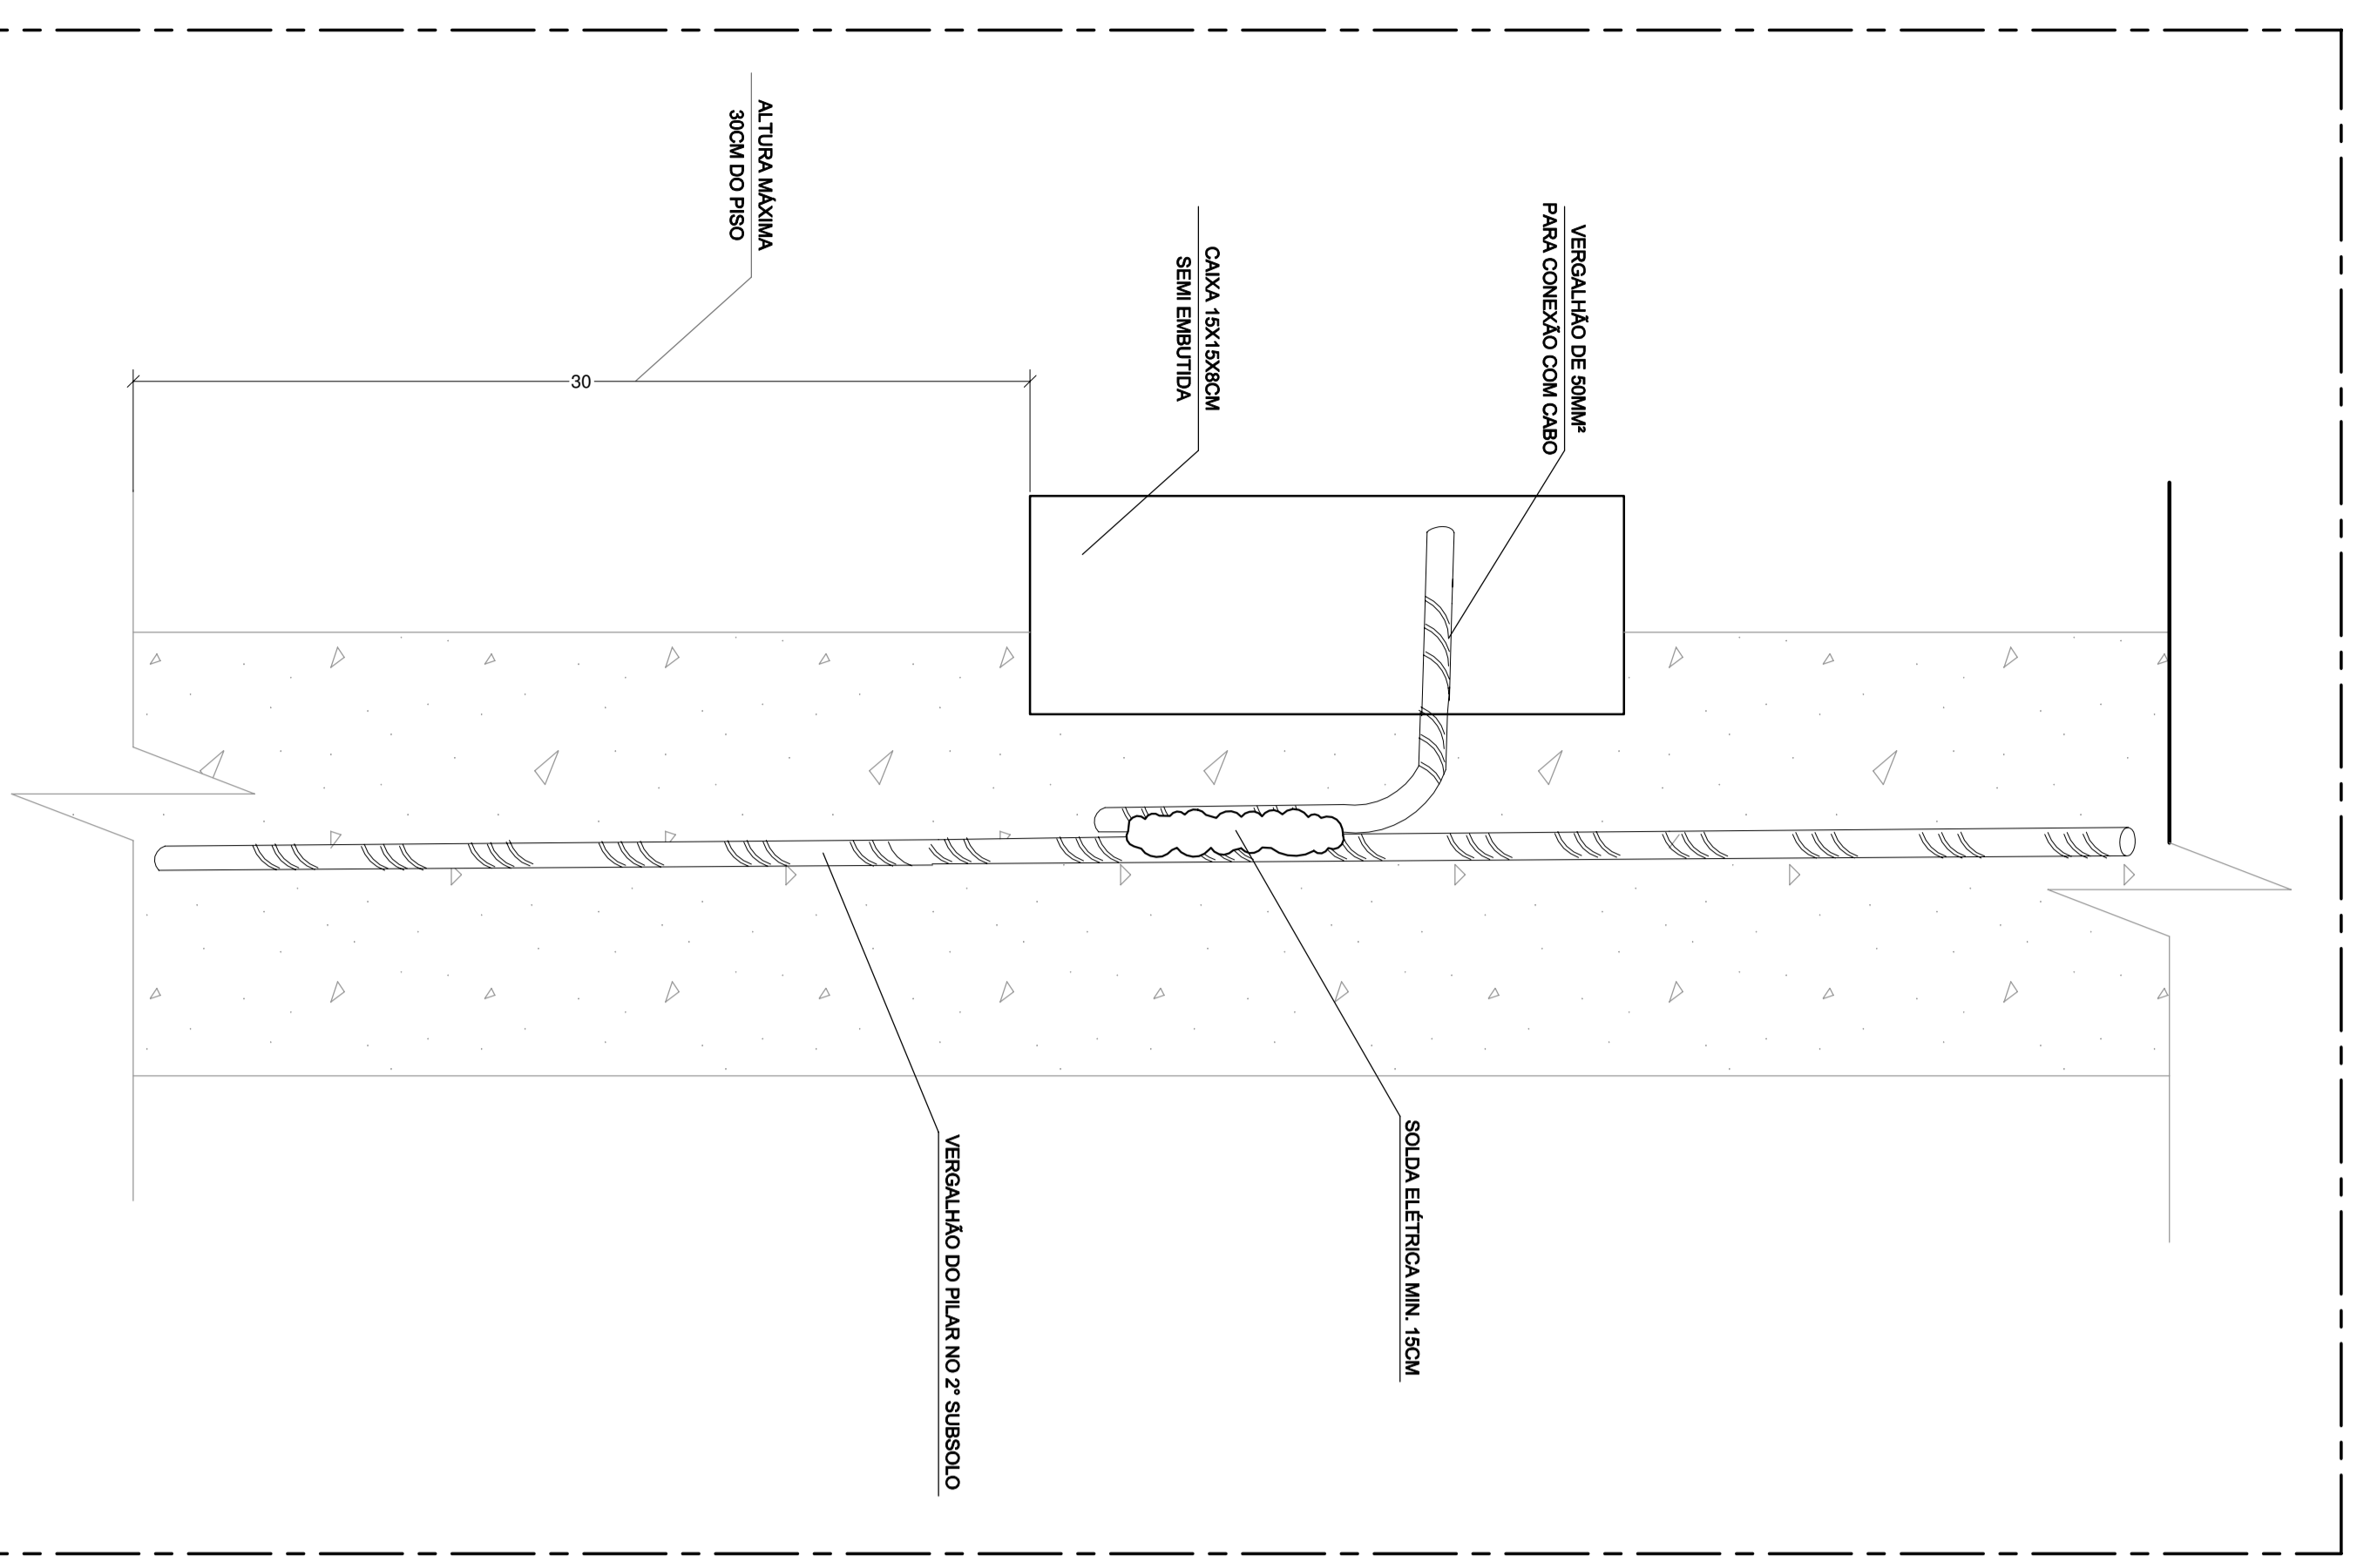 ALTURA MÁXIMA
30CM DO PISO
30
CAIXA 15X15X8CM
SEMI EMBUTIDA
VERGALHÃO DE 50MM²
PARA CONEXÃO COM CABO
SOLDA ELÉTRICA MIN. 15CM
VERGALHÃO DO PILAR NO 2° SUBSOLO